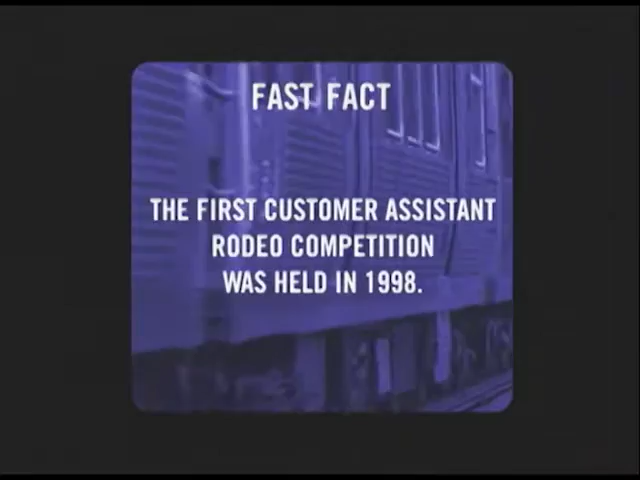 FAST FACT
THE FIRST CUSTOMER ASSISTANT
RODEO COMPETITION
WAS HELD IN 1998.